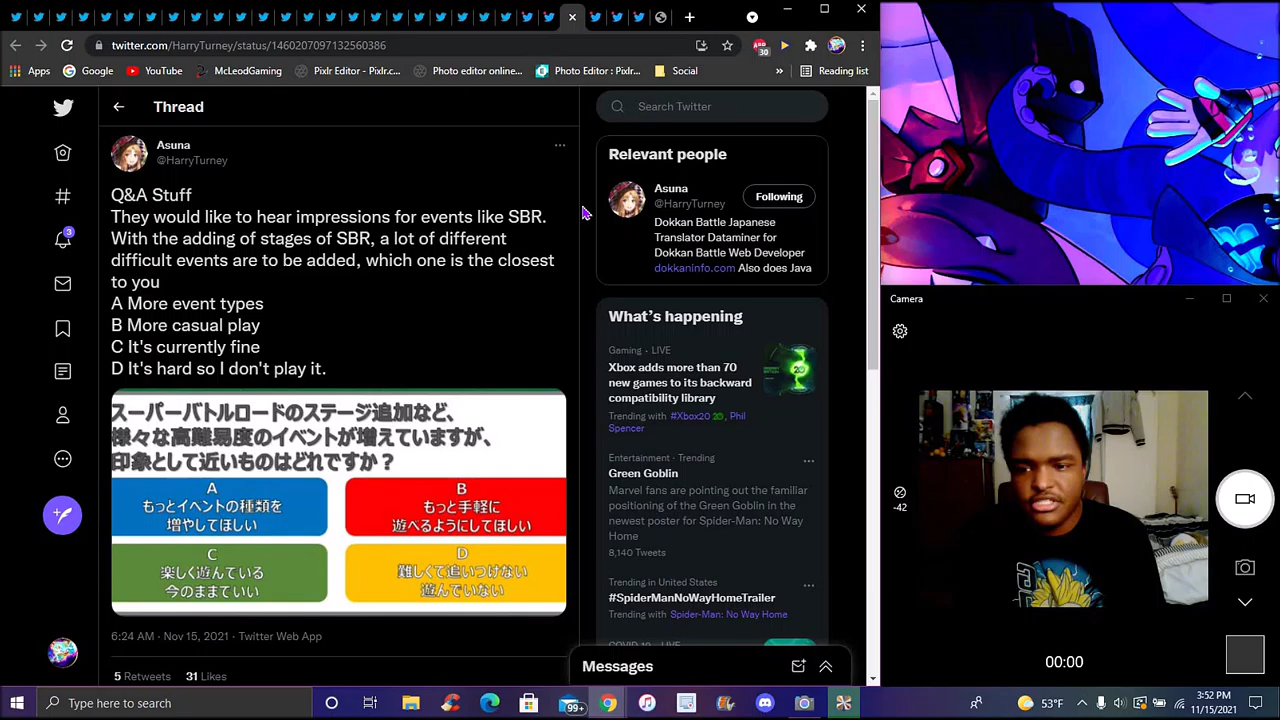 twitter.com/HarryTurney/status/1460207097132560386
ABP
30
Apps
Google
YouTube
McLeodGaming
Pixlr Editor - Pixlr.c...
Photo editor online...
Photo Editor : Pixlr...
Social
»
Reading list
Thread
Asuna
@HarryTurney
Q&A Stuff
They would like to hear impressions for events like SBR.
With the adding of stages of SBR, a lot of different
difficult events are to be added, which one is the closest
to you
A More event types
B More casual play
C It's currently fine
D It's hard so I don't play it.
スーパーバトルロードのステージ追加など、
様々な高難易度のイベントが増えていますが、
印象として近いものはどれですか？
A
もっとイベントの種類を
増やしてほしい
B
もっと手軽に
遊べるようにしてほしい
C
楽しく遊んでいる
今のままでいい
D
難しくて追いつけない
遊んでいない
6:24 AM · Nov 15, 2021 · Twitter Web App
5 Retweets 31 Likes
3
Search Twitter
Relevant people
Asuna
@HarryTurney
Following
Dokkan Battle Japanese
Translator Dataminer for
Dokkan Battle Web Developer
dokkaninfo.com Also does Java
What's happening
Gaming · LIVE
Xbox adds more than 70
new games to its backward
compatibility library
Trending with #Xbox20, Phil
Spencer
Entertainment · Trending
Green Goblin
Marvel fans are pointing out the familiar
positioning of the Green Goblin in the
newest poster for Spider-Man: No Way
Home
8,140 Tweets
Trending in United States
#SpiderManNoWayHomeTrailer
Trending with Spider-Man: No Way Home
COVID-19 · LIVE
Messages
Camera
-42
00:00
Type here to search
99+
53°F
3:52 PM
11/15/2021